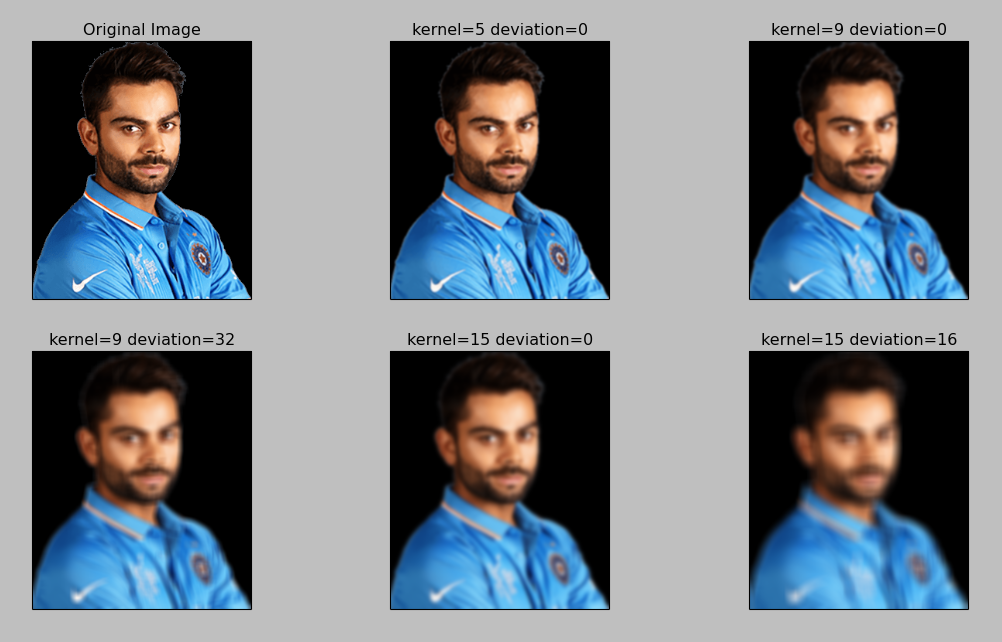 Original Image
kernel=5 deviation=0
kernel=9 deviation=0
kernel=9 deviation=32
kernel=15 deviation=0
kernel=15 deviation=16